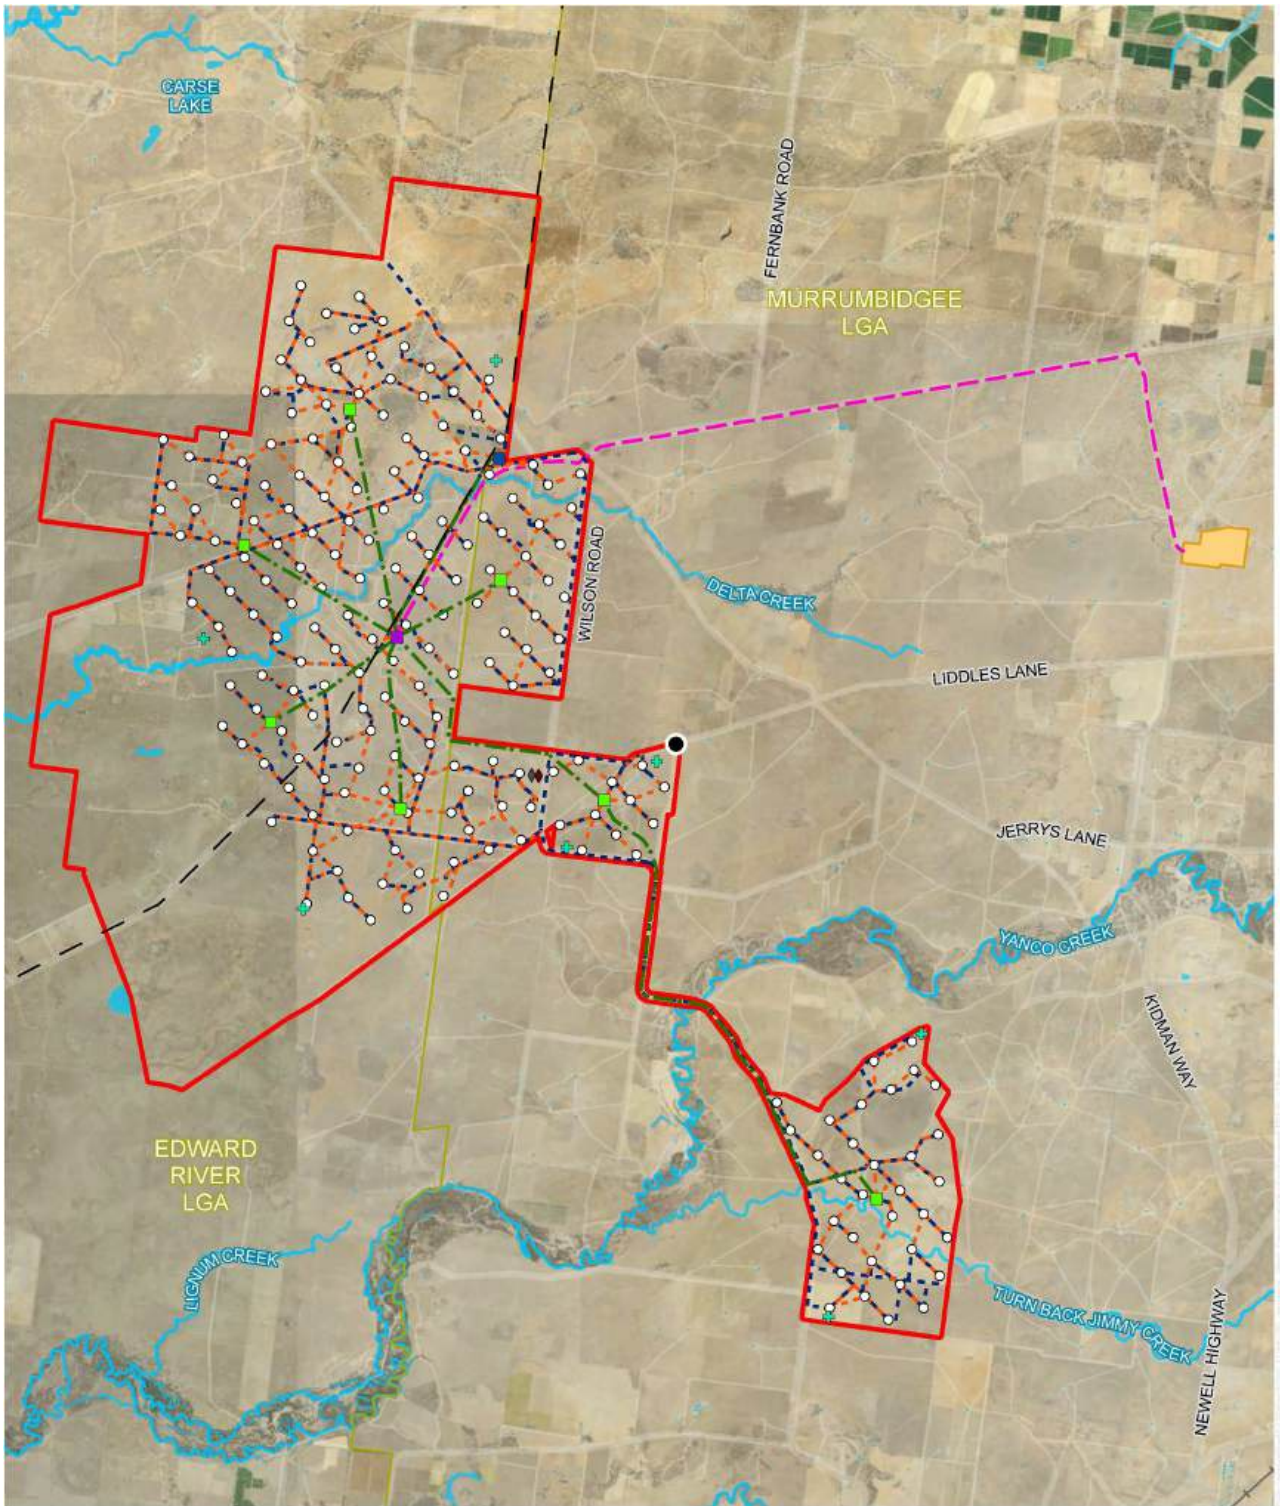 CARSE
LAKE
FERNBANK ROAD
MURRUMBIDGEE
LGA
WILSON ROAD
DELTA CREEK
LIDDLES LANE
JERRYS LANE
YANCO CREEK
KIDMAN WAY
EDWARD
RIVER
LGA
LIGNUM CREEK
TURN BACK JIMMY CREEK
NEWELL HIGHWAY